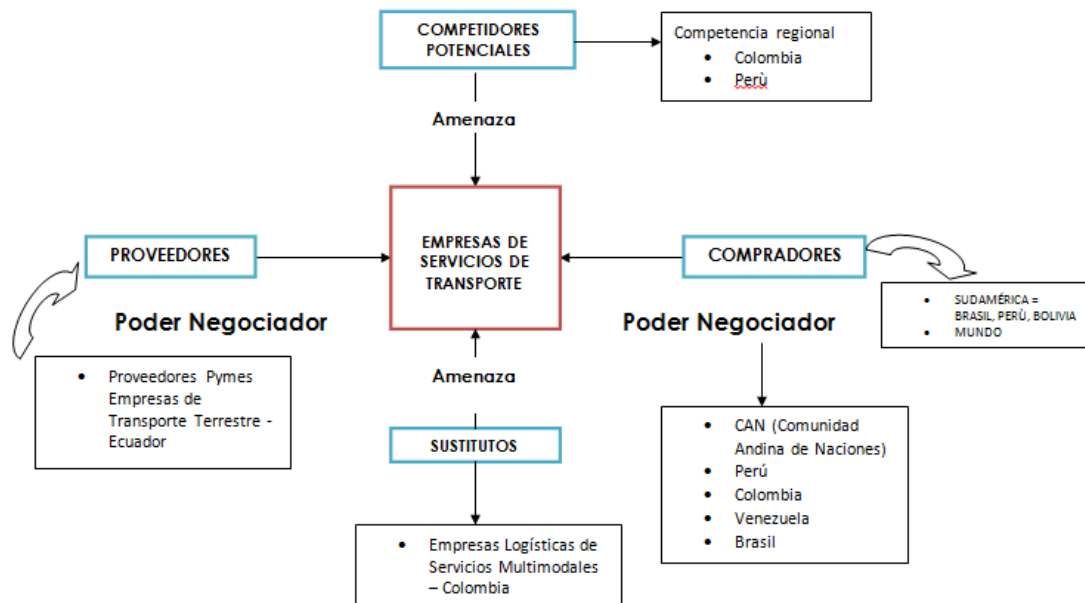 COMPETIDORES
POTENCIALES
Competencia regional
• Colombia
• Perù
Amenaza
PROVEEDORES
EMPRESAS DE
SERVICIOS DE
TRANSPORTE
COMPRADORES
• SUDAMÉRICA =
BRASIL, PERÙ, BOLIVIA
• MUNDO
Poder Negociador
Poder Negociador
• Proveedores Pymes
Empresas de
Transporte Terrestre -
Ecuador
Amenaza
SUSTITUTOS
• CAN (Comunidad
Andina de Naciones)
• Perú
• Colombia
• Venezuela
• Brasil
• Empresas Logísticas de
Servicios Multimodales
– Colombia